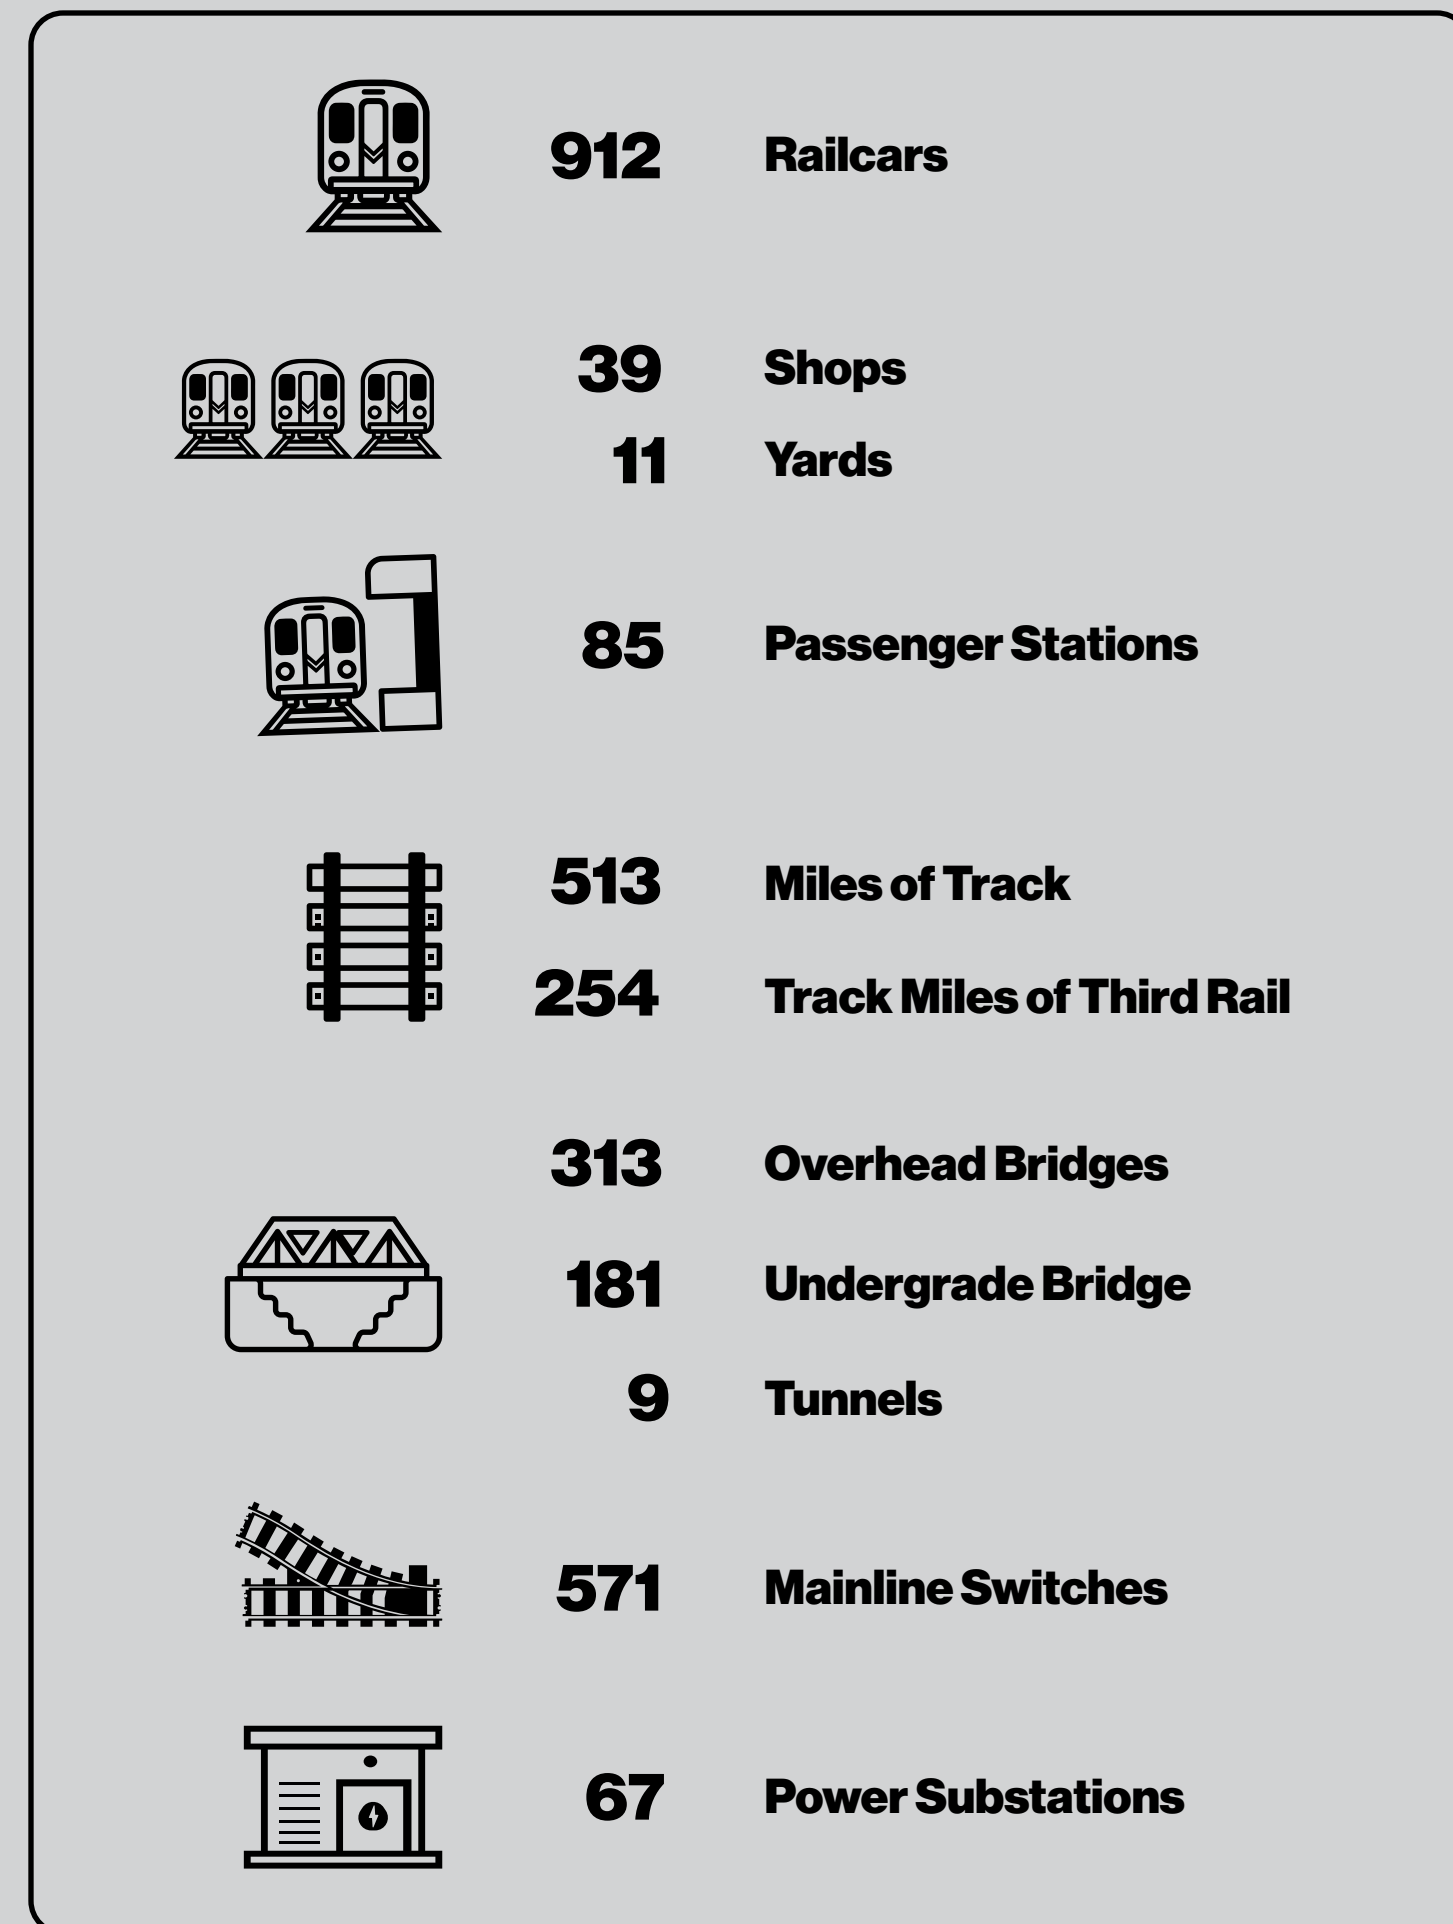 912 Railcars
39 Shops
11 Yards
85 Passenger Stations
513 Miles of Track
254 Track Miles of Third Rail
313 Overhead Bridges
181 Undergrade Bridge
9 Tunnels
571 Mainline Switches
67 Power Substations